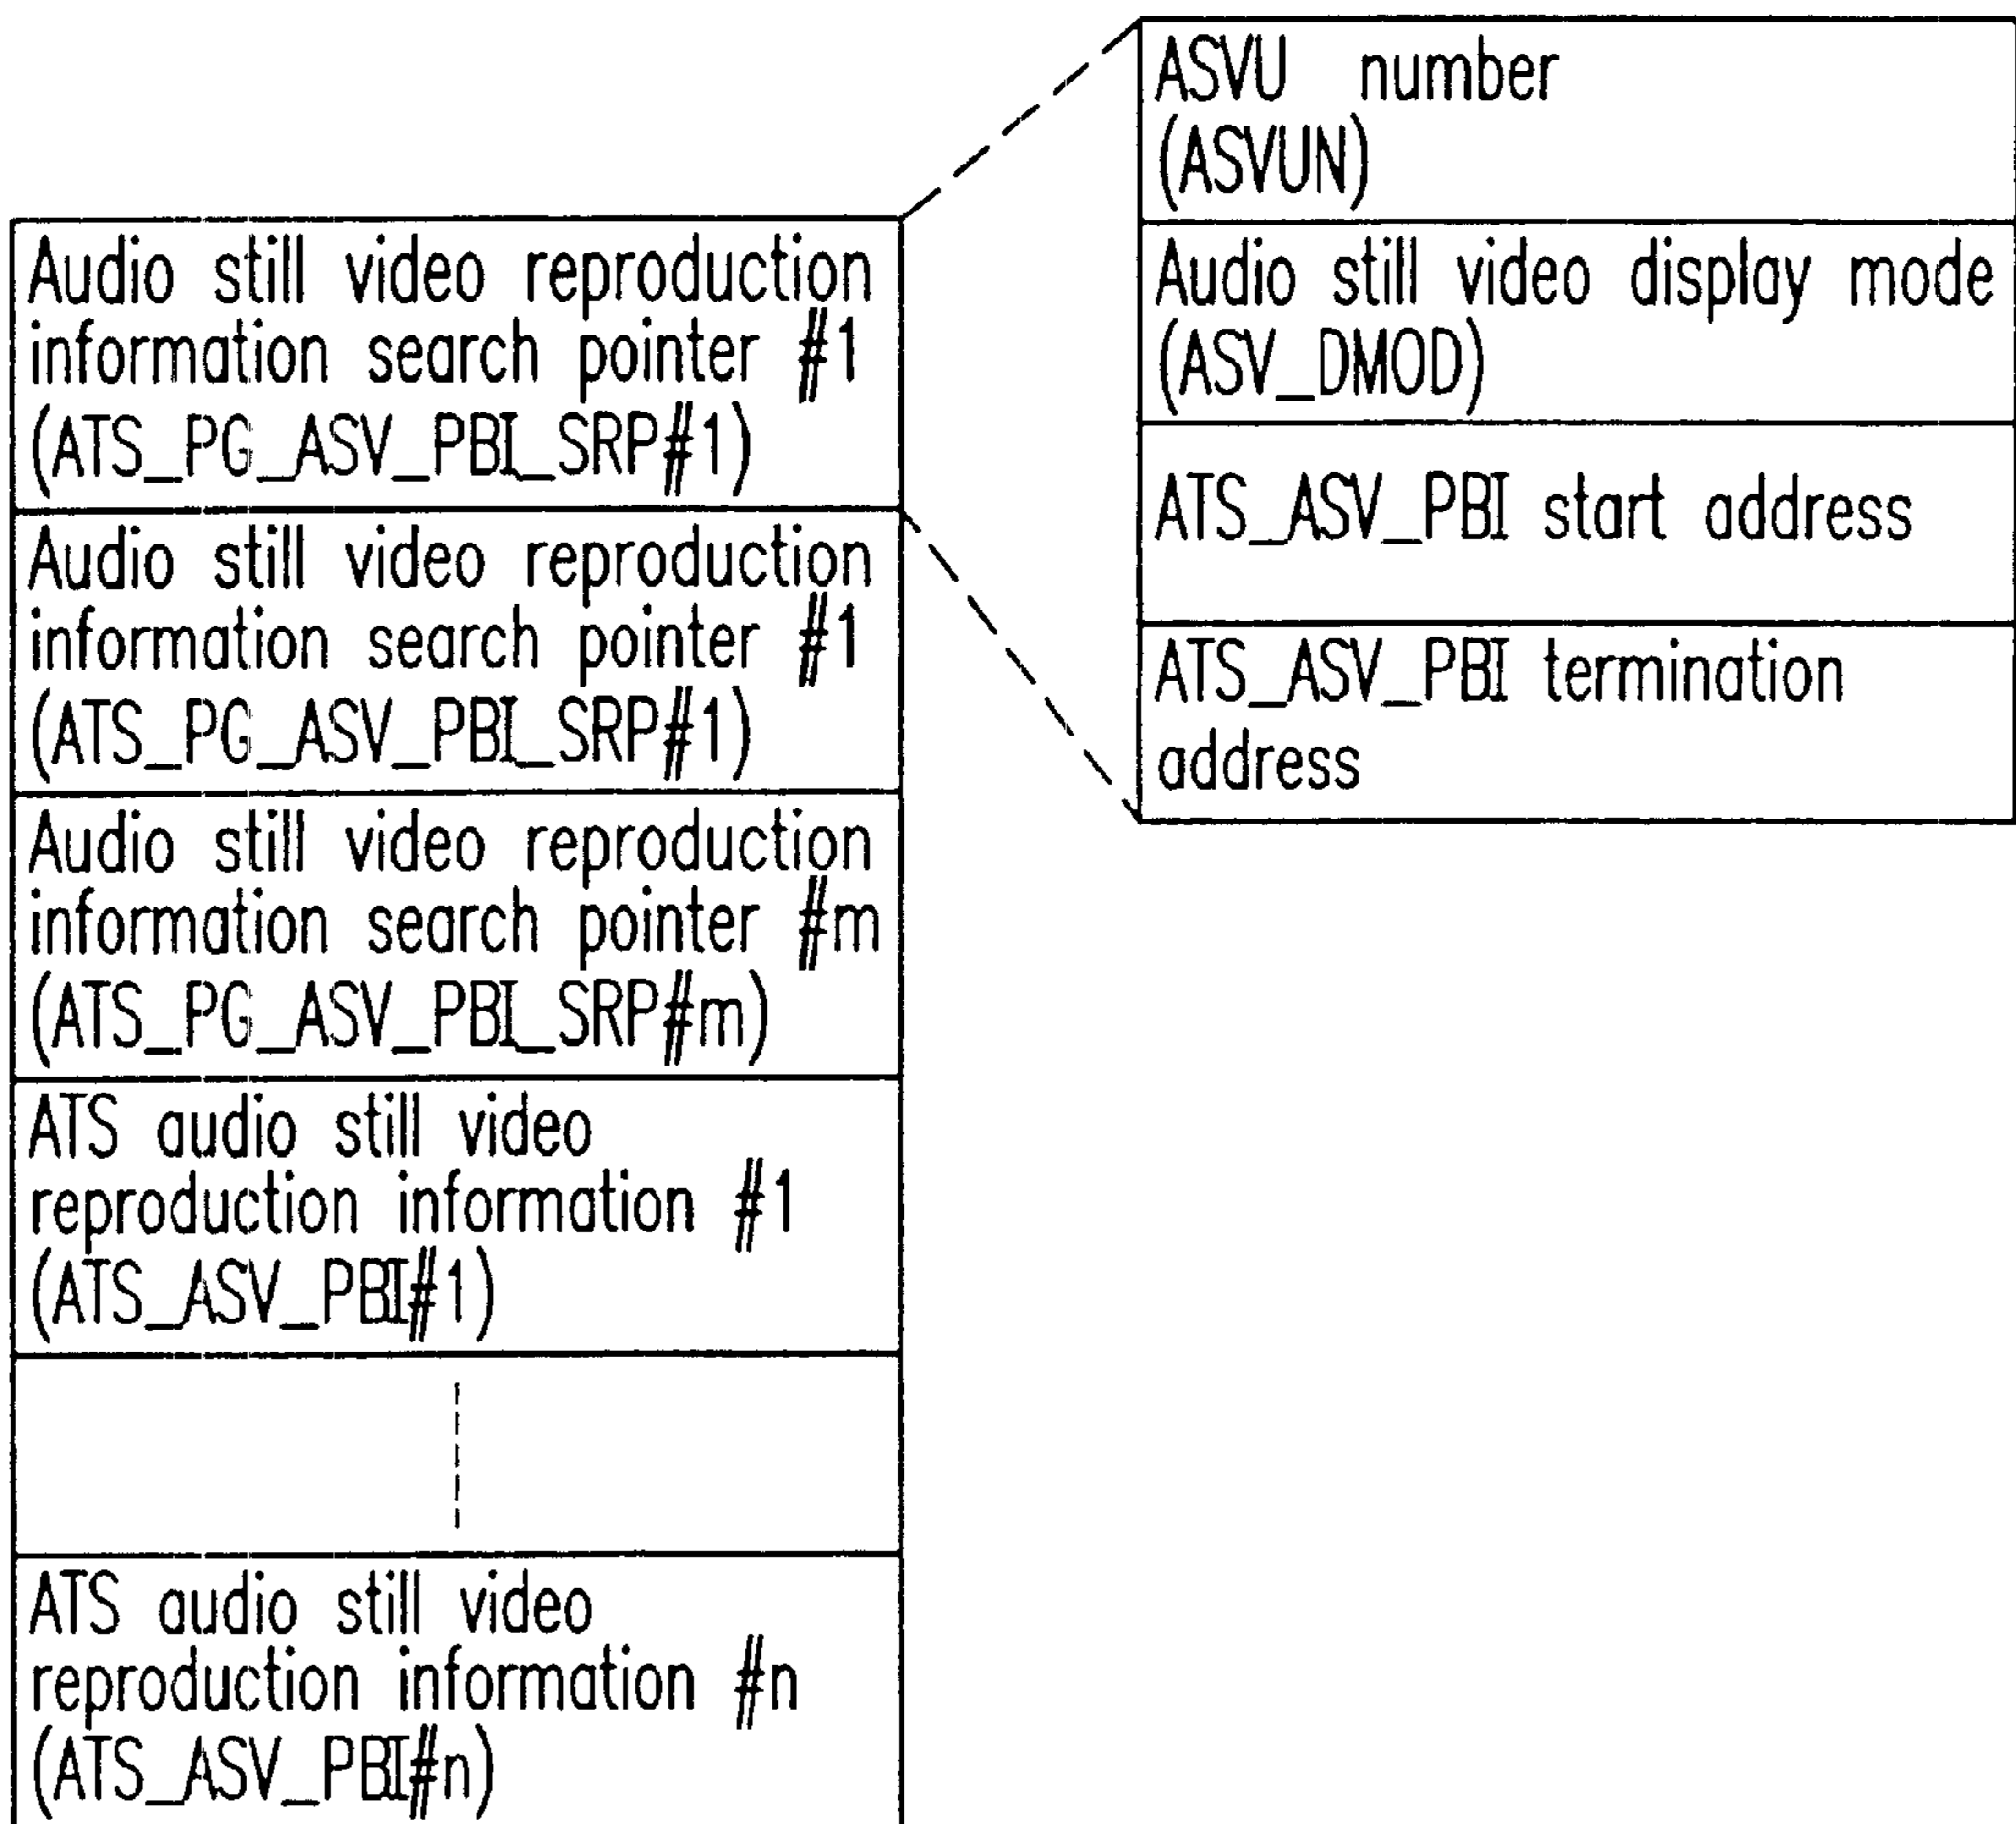 Audio still video reproduction
information search pointer #1
(ATS_PG_ASV_PBI_SRP#1)
Audio still video reproduction
information search pointer #1
(ATS_PG_ASV_PBI_SRP#1)
Audio still video reproduction
information search pointer #m
(ATS_PG_ASV_PBI_SRP#m)
ATS audio still video
reproduction information #1
(ATS_ASV_PBI#1)
ATS audio still video
reproduction information #n
(ATS_ASV_PBI#n)
ASVU number
(ASVUN)
Audio still video display mode
(ASV_DMOD)
ATS_ASV_PBI start address
ATS_ASV_PBI termination
address